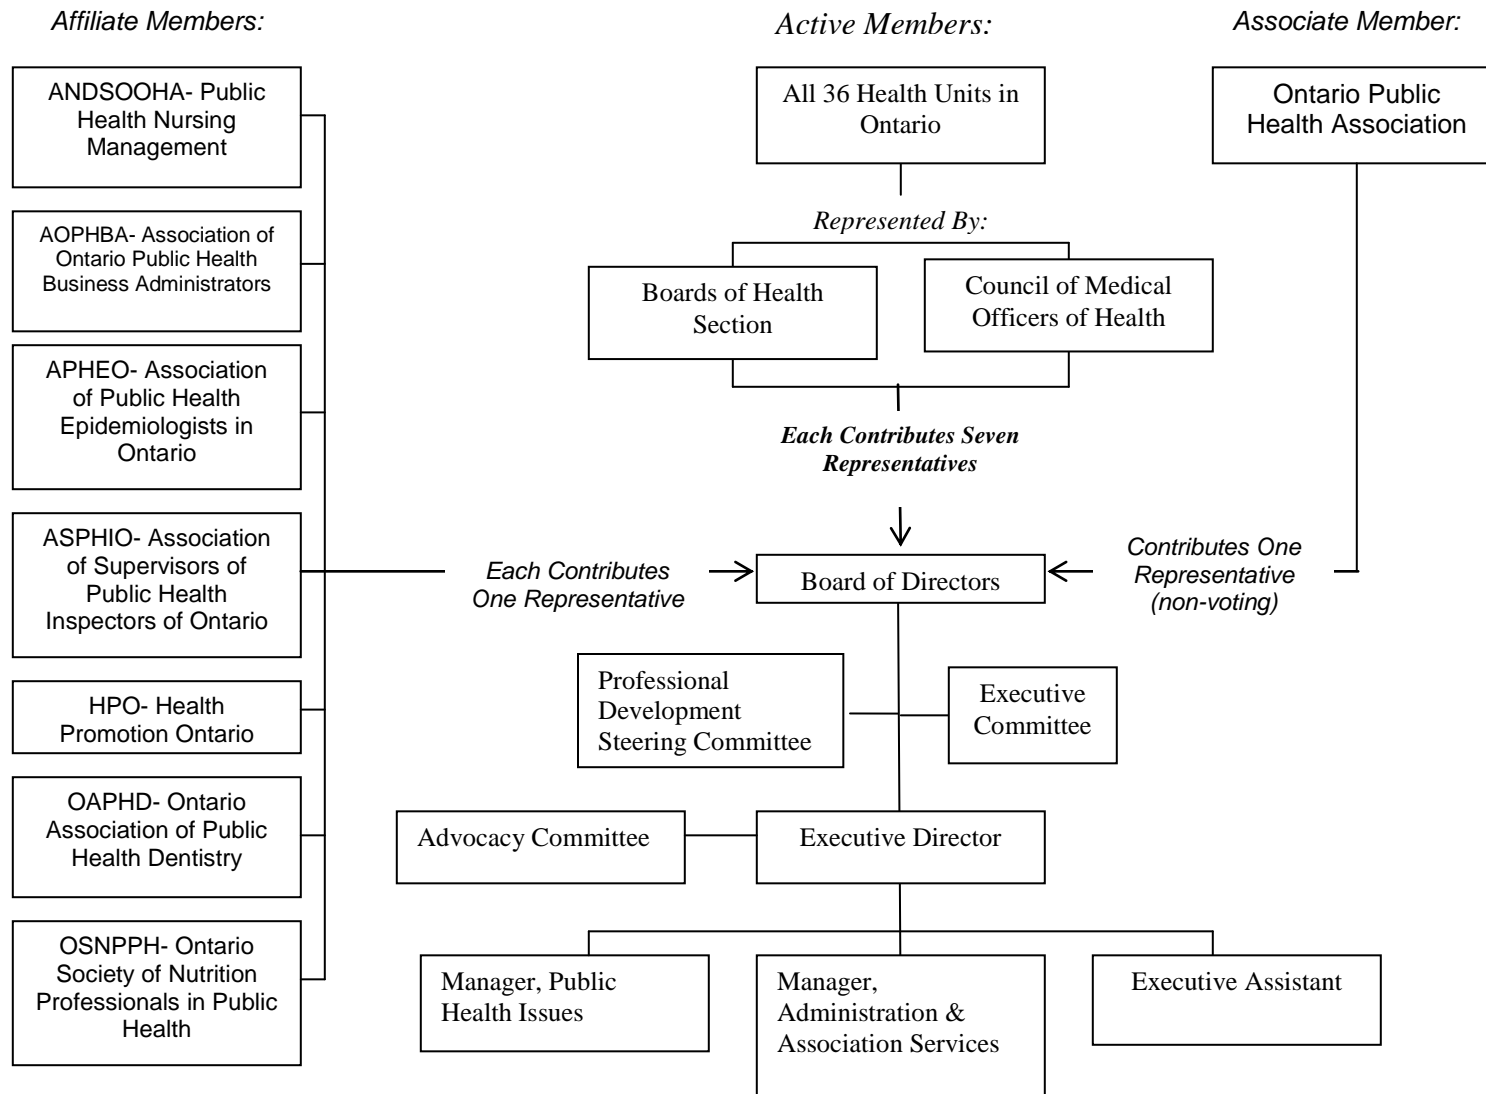 Affiliate Members:
ANDSOOHA- Public
Health Nursing
Management
AOPHBA- Association of
Ontario Public Health
Business Administrators
APHEO- Association
of Public Health
Epidemiologists in
Ontario
ASPHIO- Association
of Supervisors of
Public Health
Inspectors of Ontario
HPO- Health
Promotion Ontario
OAPHD- Ontario
Association of Public
Health Dentistry
OSNPPH- Ontario
Society of Nutrition
Professionals in Public
Health
Each Contributes
One Representative
Active Members:
All 36 Health Units in
Ontario
Represented By:
Boards of Health
Section
Council of Medical
Officers of Health
Each Contributes Seven
Representatives
Associate Member:
Ontario Public
Health Association
Contributes One
Representative
(non-voting)
Board of Directors
Professional
Development
Steering Committee
Executive
Committee
Advocacy Committee
Executive Director
Manager, Public
Health Issues
Manager,
Administration &
Association Services
Executive Assistant